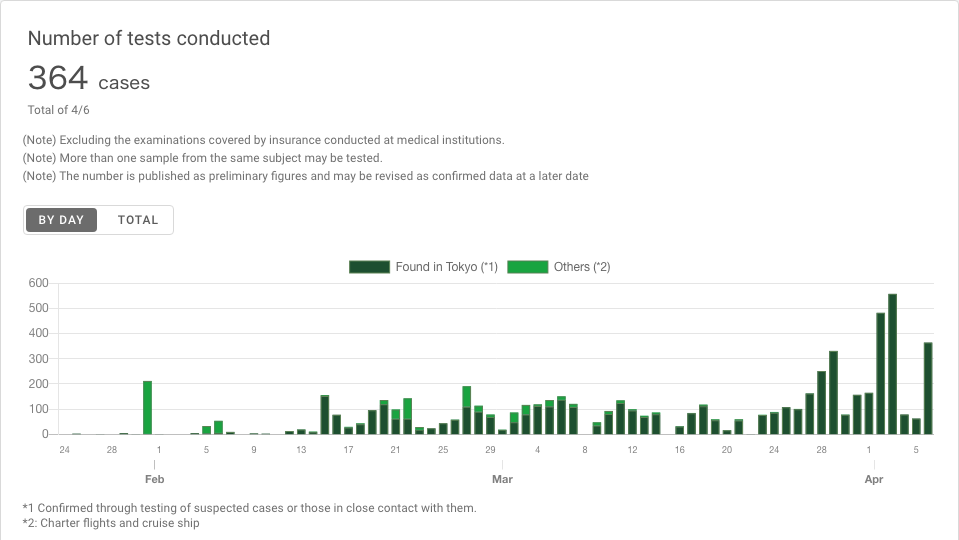 Number of tests conducted
364 cases
Total of 4/6
(Note) Excluding the examinations covered by insurance conducted at medical institutions.
(Note) More than one sample from the same subject may be tested.
(Note) The number is published as preliminary figures and may be revised as confirmed data at a later date
BY DAY TOTAL
Found in Tokyo (*1) Others (*2)
600
500
400
300
200
100
0
24 28 1 5 9 13 17 21 25 29 4 8 12 16 20 24 28 1 5
Feb Mar Apr
*1 Confirmed through testing of suspected cases or those in close contact with them.
*2: Charter flights and cruise ship